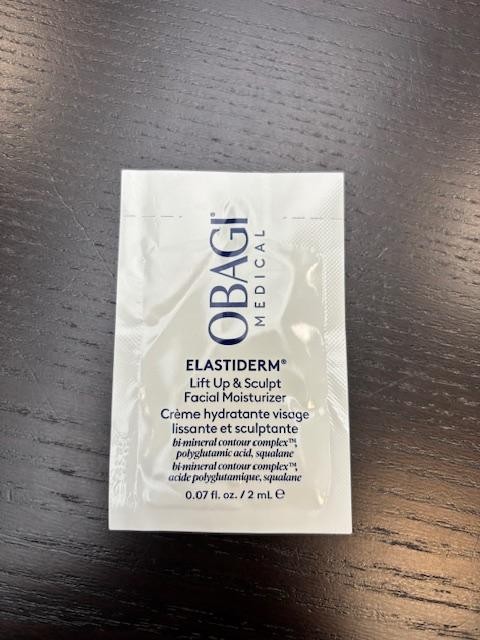 OBAGI®
MEDICAL
ELASTIDERM®
Lift Up & Sculpt
Facial Moisturizer
Crème hydratante visage
lissante et sculptante
bi-mineral contour complex™,
polyglutamic acid, squalane
bi-mineral contour complex™,
acide polyglutamique, squalane
0.07 fl. oz. / 2 mL ℮